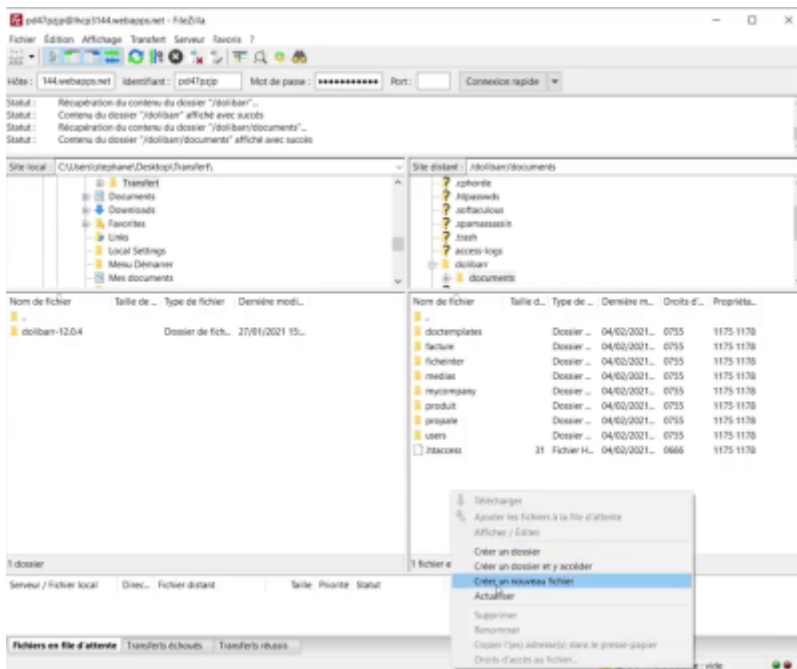 pd47pzjp@lhcp3144.webapps.net - FileZilla
Fichier Édition Affichage Transfert Serveur Favoris ?
Hôte : 144.webapps.net Identifiant : pd47pzjp Mot de passe : ●●●●●●●●●●● Port : Connexion rapide
Statut : Récupération du contenu du dossier "/dolibarr"...
Statut : Contenu du dossier "/dolibarr" affiché avec succès
Statut : Récupération du contenu du dossier "/dolibarr/documents"...
Statut : Contenu du dossier "/dolibarr/documents" affiché avec succès
Site local : C:\Users\stephane\Desktop\Transfert\
Transfert
Documents
Downloads
Favorites
Links
Local Settings
Menu Démarrer
Mes documents
Site distant : /dolibarr/documents
.cphorde
.htpasswds
.softaculous
.spamassassin
.trash
access-logs
dolibarr
documents
Nom de fichier Taille de ... Type de fichier Dernière modi...
..
dolibarr-12.0.4 Dossier de fich... 27/01/2021 15:...
1 dossier
Nom de fichier Taille d... Type de ... Dernière m... Droits d'... Propriéta...
..
doctemplates Dossier ... 04/02/2021... 0755 1175 1178
facture Dossier ... 04/02/2021... 0755 1175 1178
ficheinter Dossier ... 04/02/2021... 0755 1175 1178
medias Dossier ... 04/02/2021... 0755 1175 1178
mycompany Dossier ... 04/02/2021... 0755 1175 1178
produit Dossier ... 04/02/2021... 0755 1175 1178
propale Dossier ... 04/02/2021... 0755 1175 1178
users Dossier ... 04/02/2021... 0755 1175 1178
.htaccess 31 Fichier H... 04/02/2021... 0666 1175 1178
1 fichier e
Télécharger
Ajouter les fichiers à la file d'attente
Afficher / Éditer
Créer un dossier
Créer un dossier et y accéder
Créer un nouveau fichier
Actualiser
Supprimer
Renommer
Copier l'(es) adresse(s) dans le presse-papier
Droits d'accès au fichier...
Serveur / Fichier local Direc... Fichier distant Taille Priorité Statut
Fichiers en file d'attente Transferts échoués Transferts réussis
: vide